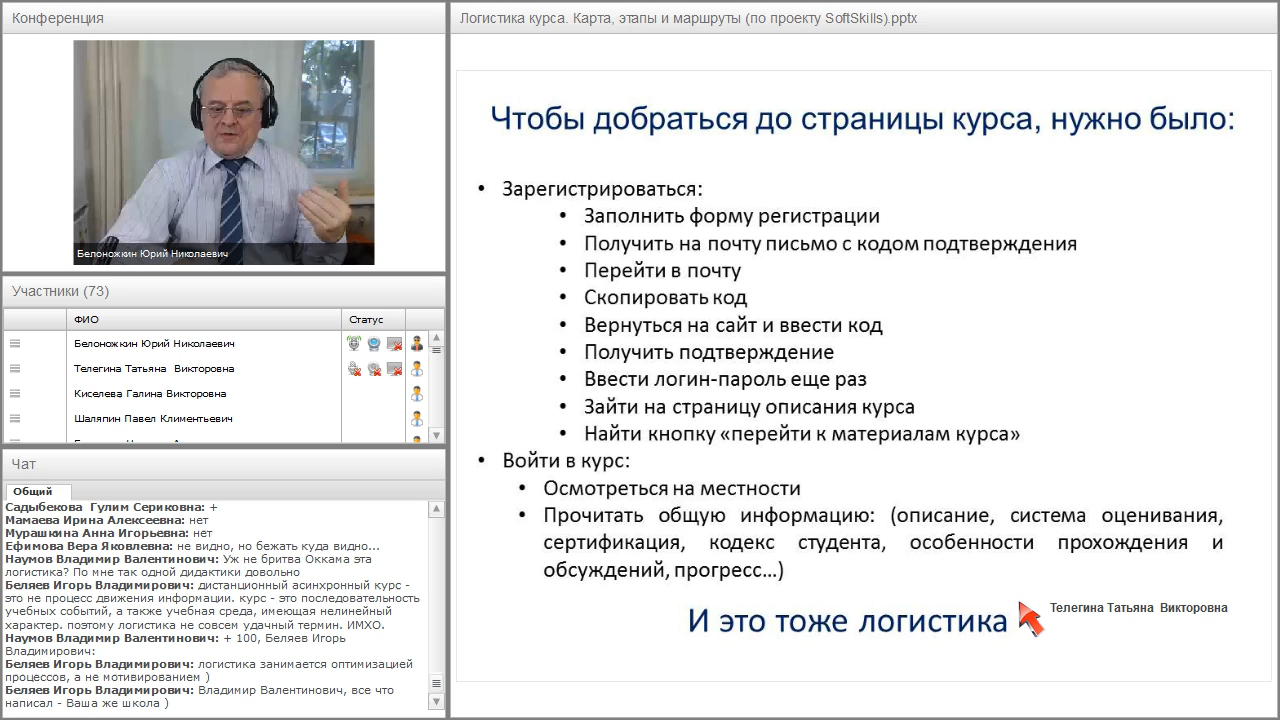 Конференция
Белоножкин Юрий Николаевич
Участники (73)
ФИО
Статус
Белоножкин Юрий Николаевич
Телегина Татьяна Викторовна
Киселева Галина Викторовна
Шаляпин Павел Климентьевич
Чат
Общий
Садыбекова Гулим Сериковна: +
Мамаева Ирина Алексеевна: нет
Мурашкина Анна Игорьевна: нет
Ефимова Вера Яковлевна: не видно, но бежать куда видно...
Наумов Владимир Валентинович: Уж не бритва Оккама эта
логистика? По мне так одной дидактики довольно
Беляев Игорь Владимирович: дистанционный асинхронный курс -
это не процесс движения информации. курс - это последовательность
учебных событий, а также учебная среда, имеющая нелинейный
характер. поэтому логистика не совсем удачный термин. ИМХО.
Наумов Владимир Валентинович: + 100, Беляев Игорь
Владимирович:
Беляев Игорь Владимирович: логистика занимается оптимизацией
процессов, а не мотивированием )
Беляев Игорь Владимирович: Владимир Валентинович, все что
написал - Ваша же школа )
Логистика курса. Карта, этапы и маршруты (по проекту SoftSkills).pptx
Чтобы добраться до страницы курса, нужно было:
• Зарегистрироваться:
• Заполнить форму регистрации
• Получить на почту письмо с кодом подтверждения
• Перейти в почту
• Скопировать код
• Вернуться на сайт и ввести код
• Получить подтверждение
• Ввести логин-пароль еще раз
• Зайти на страницу описания курса
• Найти кнопку «перейти к материалам курса»
• Войти в курс:
• Осмотреться на местности
• Прочитать общую информацию: (описание, система оценивания,
сертификация, кодекс студента, особенности прохождения и
обсуждений, прогресс...)
И это тоже логистика
Телегина Татьяна Викторовна